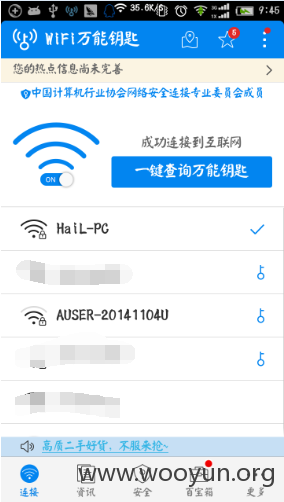 35.6K/s 9:45
WiFi万能钥匙 6
您的热点信息尚未完善
中国计算机行业协会网络安全连接专业委员会成员
ON
成功连接到互联网
一键查询万能钥匙
HaiL-PC
AUSER-20141104U
高质二手好货，不服来抢~
连接 资讯 安全 百宝箱 更多
www.wooyun.org